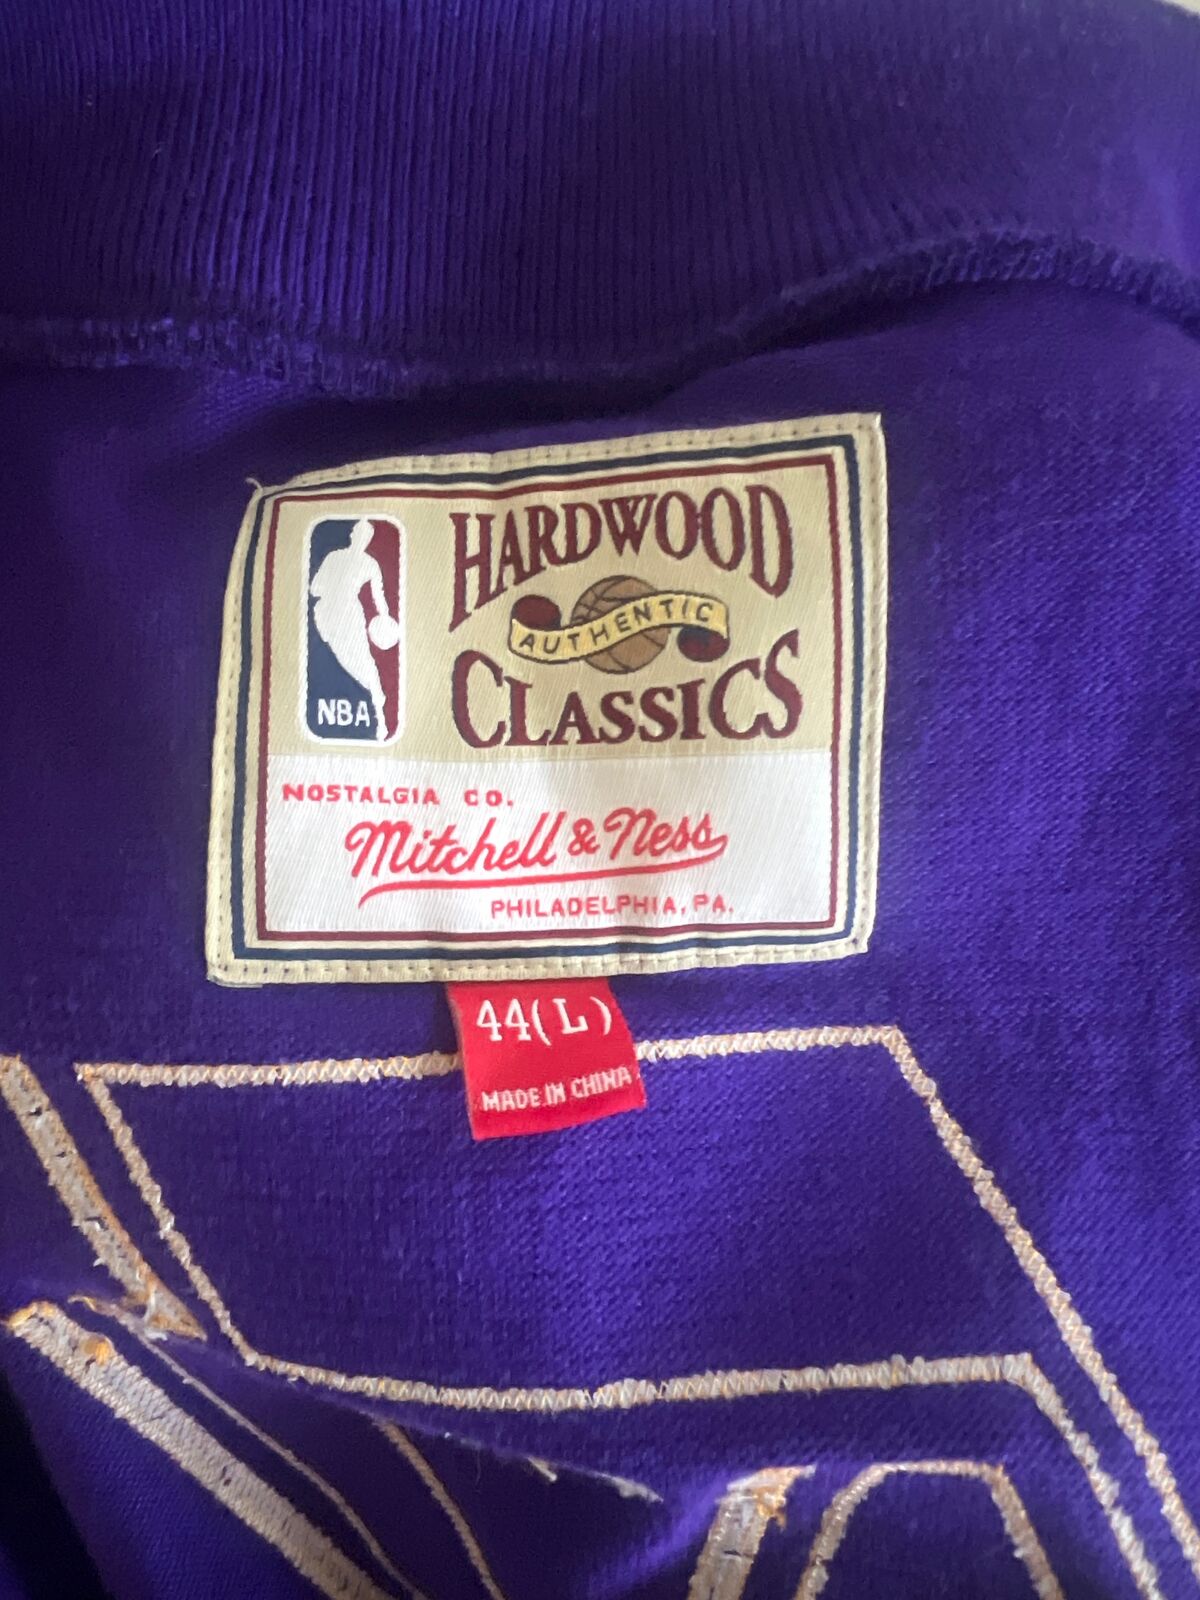 HARDWOOD
AUTHENTIC
CLASSICS
NBA
NOSTALGIA CO.
Mitchell & Ness
PHILADELPHIA, PA.
44(L)
MADE IN CHINA